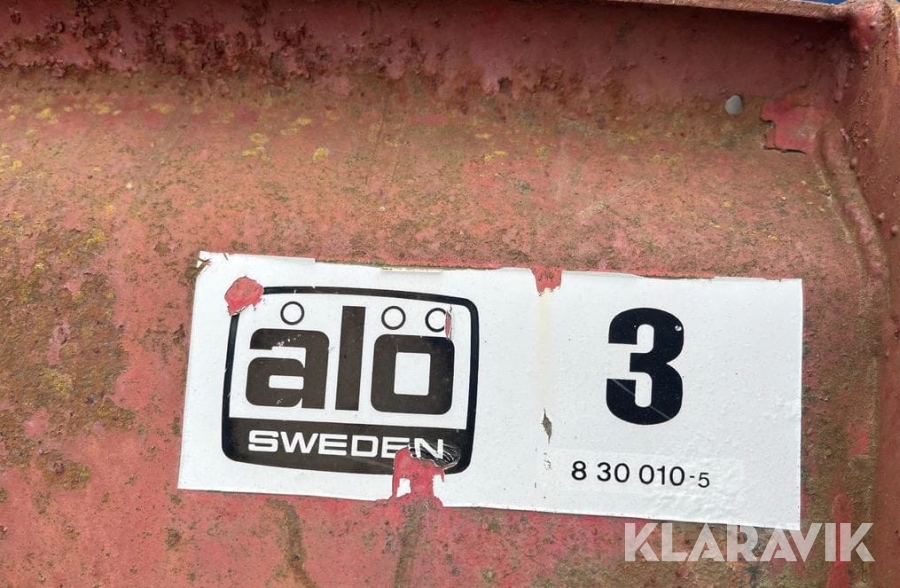 ålö
SWEDEN
3
8 30 010-5
KLARAVIK